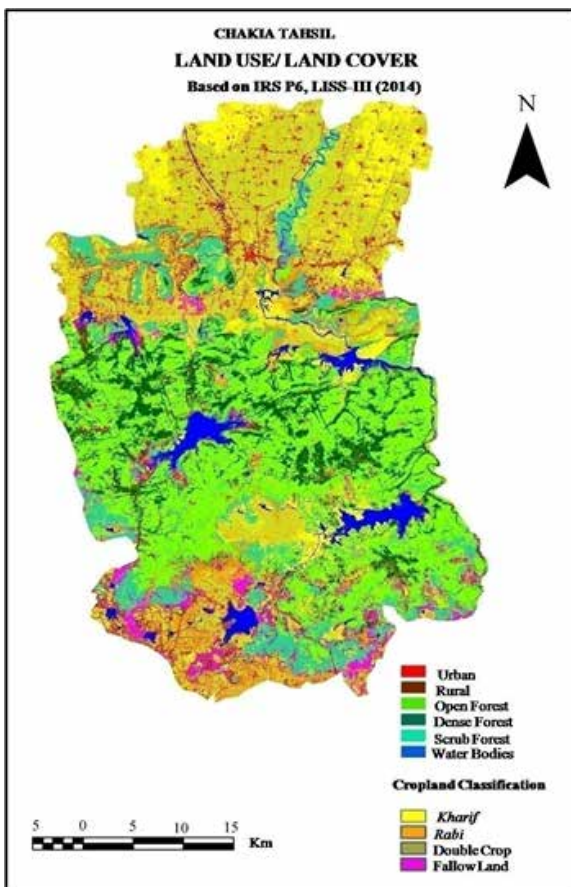 CHAKIA TAHSIL
LAND USE/ LAND COVER
Based on IRS P6, LISS-III (2014)
N
Urban
Rural
Open Forest
Dense Forest
Scrub Forest
Water Bodies
Cropland Classification
Kharif
Rabi
Double Crop
Fallow Land
5 0 5 10 15
Km